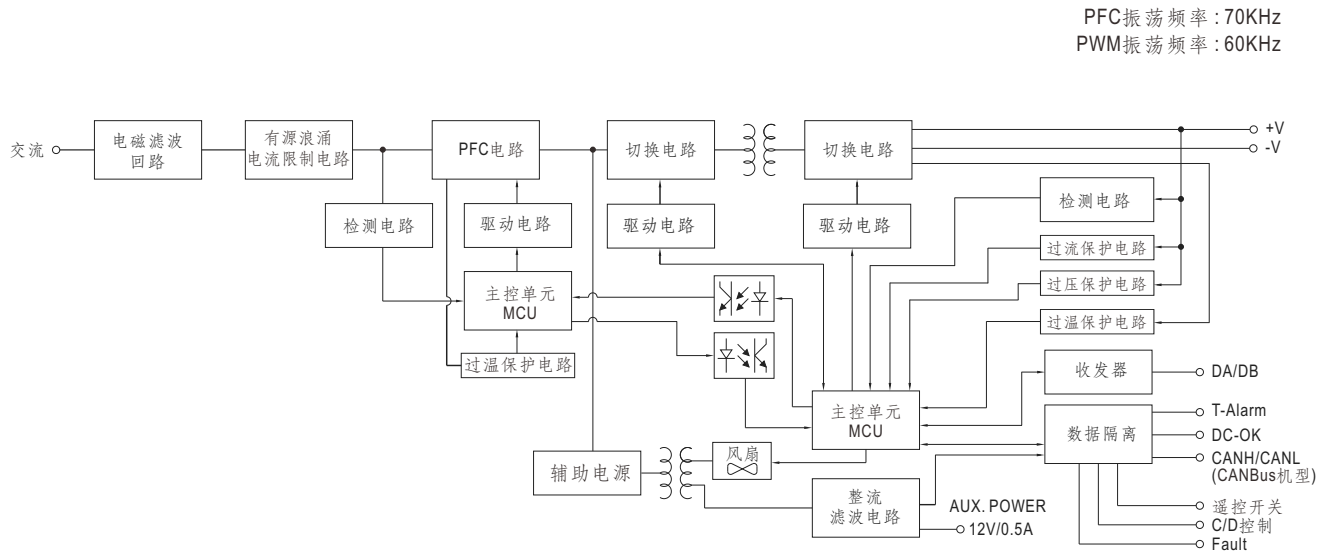 PFC振荡频率 : 70KHz
PWM振荡频率 : 60KHz
交流
电磁滤波
回路
有源浪涌
电流限制电路
PFC电路
切换电路
切换电路
+V
-V
检测电路
驱动电路
驱动电路
驱动电路
检测电路
过流保护电路
过压保护电路
过温保护电路
主控单元
MCU
过温保护电路
收发器
DA/DB
主控单元
MCU
数据隔离
T-Alarm
DC-OK
CANH/CANL
(CANBus机型)
遥控开关
C/D控制
Fault
辅助电源
风扇
整流
滤波电路
AUX. POWER
12V/0.5A